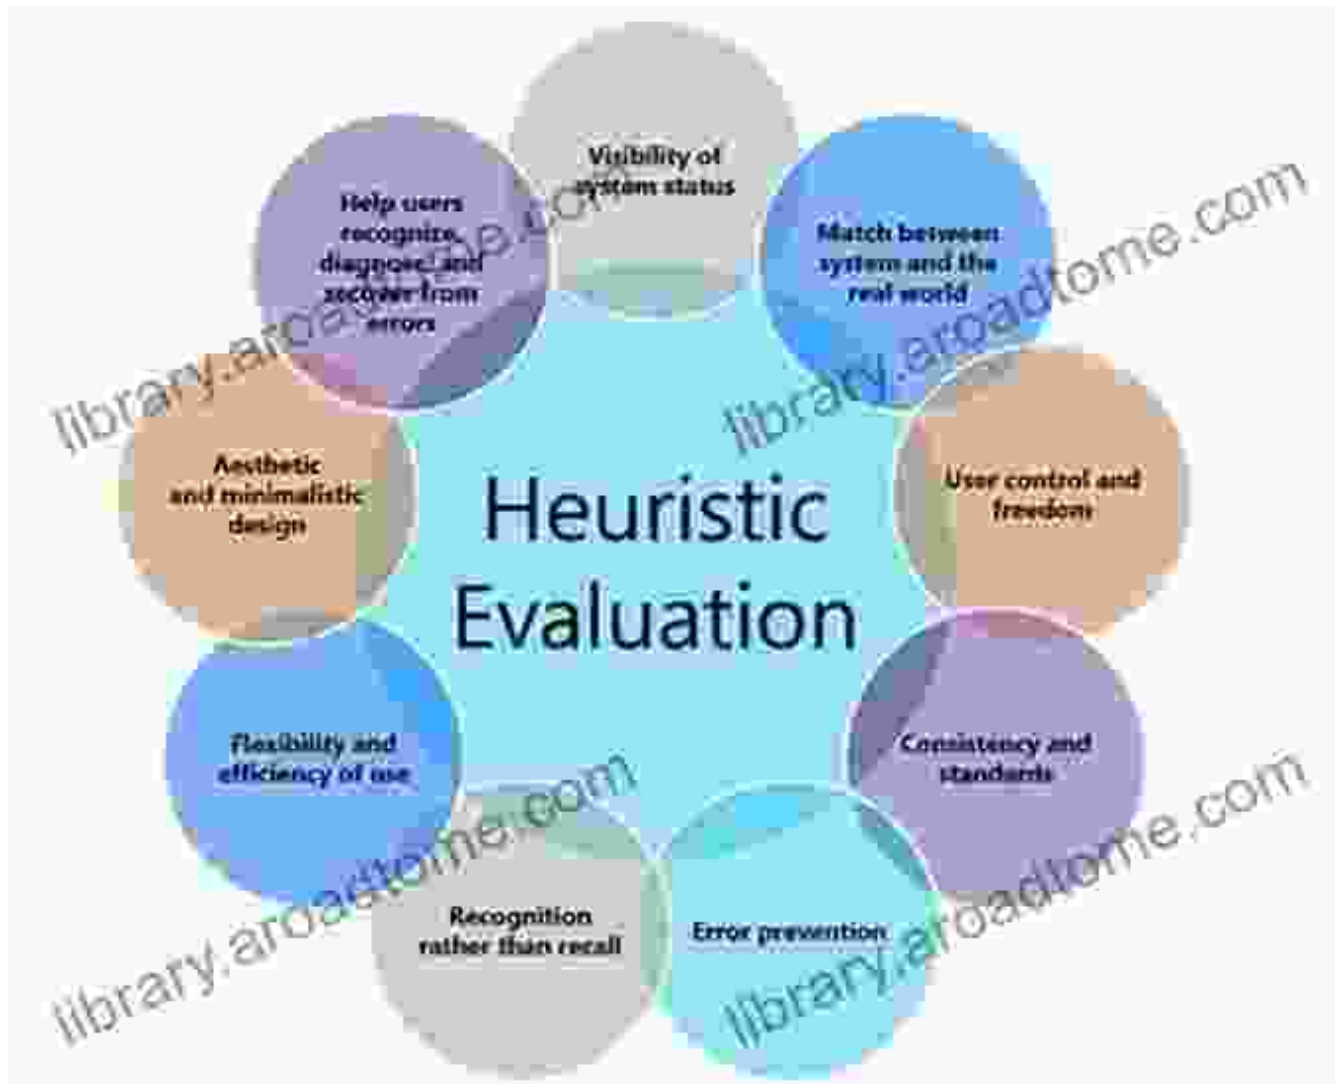 Visibility of
system status
Match between
system and the
real world
User control and
freedom
Consistency and
standards
Error prevention
Recognition
rather than recall
Flexibility and
efficiency of use
Aesthetic
and minimalistic
design
Help users
recognize,
diagnose, and
recover from
errors
Heuristic
Evaluation
library.aroadtome.com
library.aroadtome.com
library.aroadtome.com
library.aroadtome.com